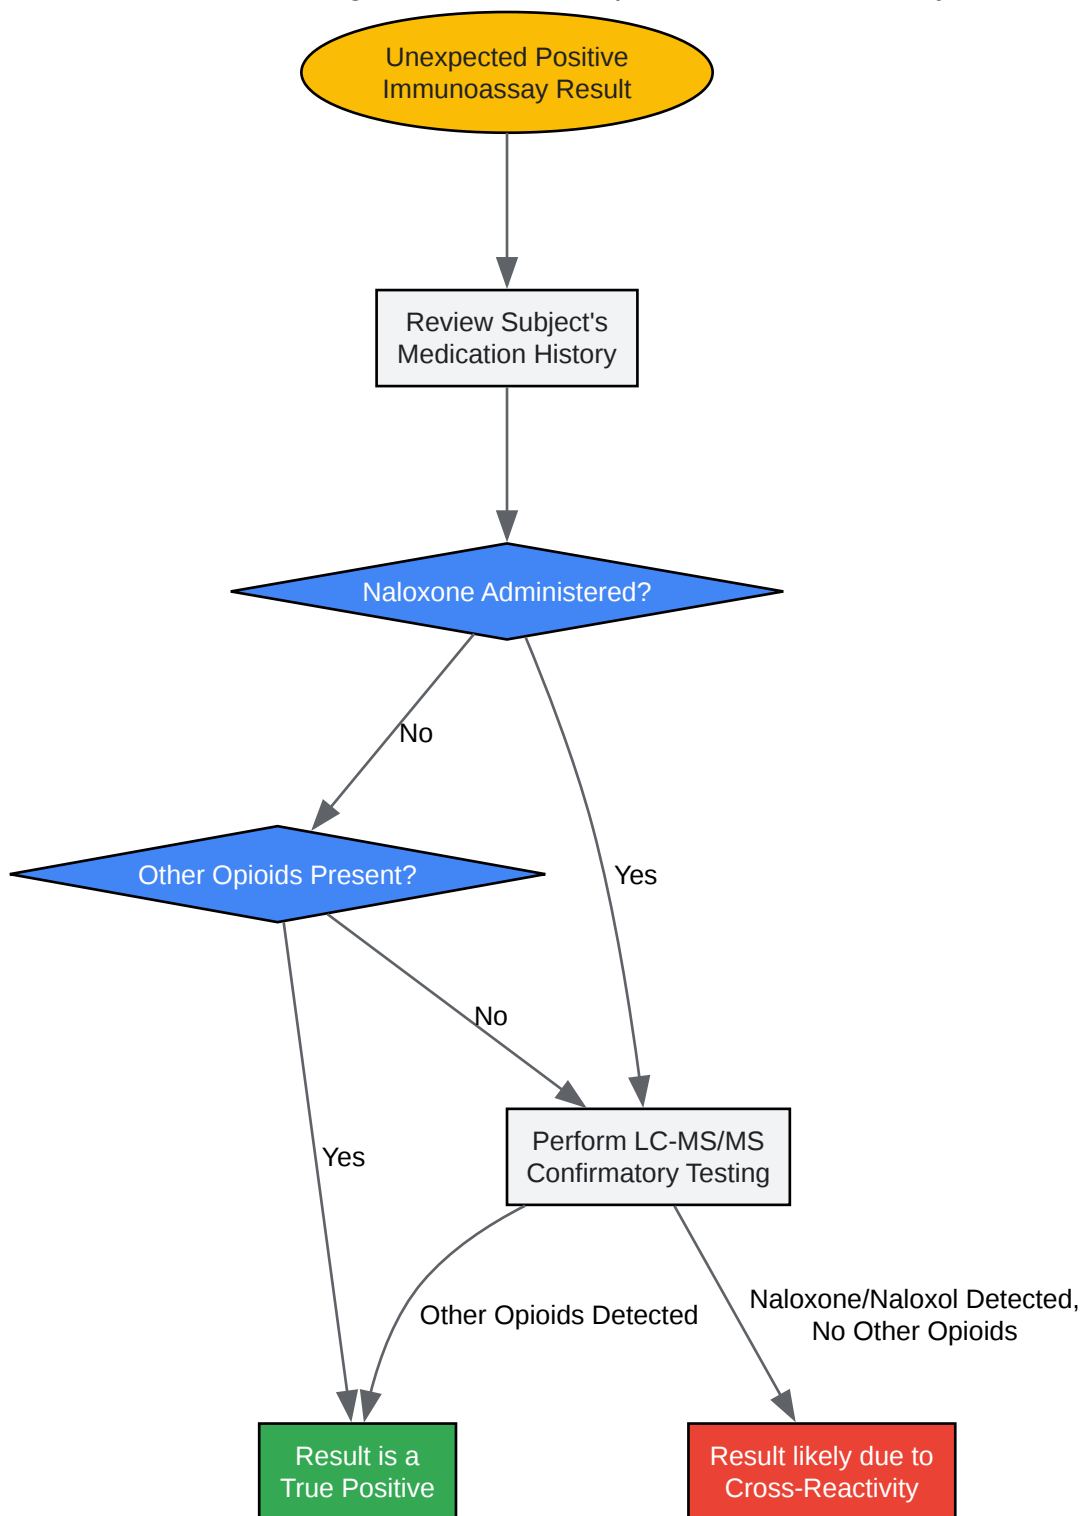 Unexpected Positive
Immunoassay Result
Review Subject's
Medication History
Naloxone Administered?
No
Other Opioids Present?
Yes
No
Perform LC-MS/MS
Confirmatory Testing
Yes
Other Opioids Detected
Naloxone/Naloxol Detected,
No Other Opioids
Result is a
True Positive
Result likely due to
Cross-Reactivity